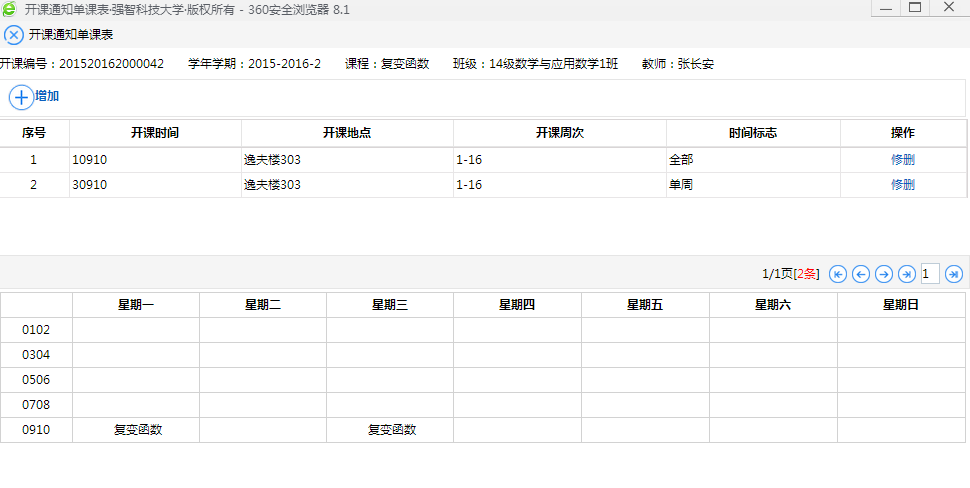 开课通知单课表·强智科技大学·版权所有 - 360安全浏览器 8.1
开课通知单课表
开课编号：201520162000042 学年学期：2015-2016-2 课程：复变函数 班级：14级数学与应用数学1班 教师：张长安
增加
序号 开课时间 开课地点 开课周次 时间标志 操作
1 10910 逸夫楼303 1-16 全部 修删
2 30910 逸夫楼303 1-16 单周 修删
1/1页[2条] 1
星期一 星期二 星期三 星期四 星期五 星期六 星期日
0102
0304
0506
0708
0910 复变函数 复变函数